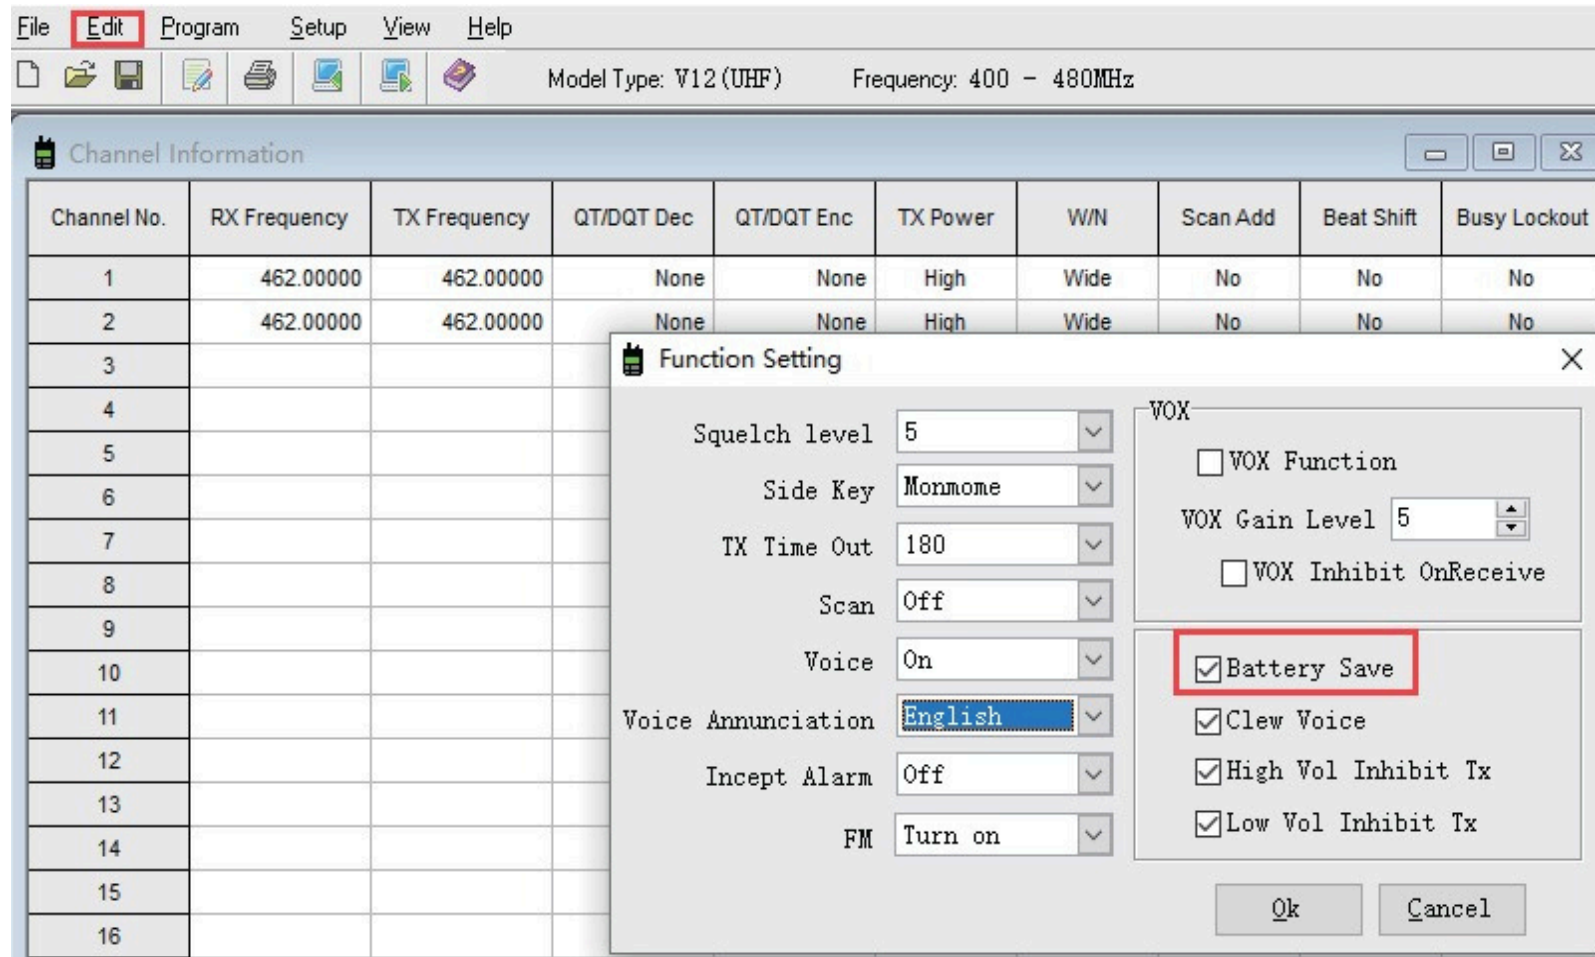 File Edit Program Setup View Help
Model Type: V12(UHF) Frequency: 400 - 480MHz
Channel Information
Channel No. RX Frequency TX Frequency QT/DQT Dec QT/DQT Enc TX Power W/N Scan Add Beat Shift Busy Lockout
1 462.00000 462.00000 None None High Wide No No No
2 462.00000 462.00000 None None High Wide No No No
3
4
5
6
7
8
9
10
11
12
13
14
15
16
Function Setting
Squelch level 5
Side Key Monmome
TX Time Out 180
Scan Off
Voice On
Voice Annunciation English
Incept Alarm Off
FM Turn on
VOX
VOX Function
VOX Gain Level 5
VOX Inhibit OnReceive
Battery Save
Clew Voice
High Vol Inhibit Tx
Low Vol Inhibit Tx
Ok Cancel